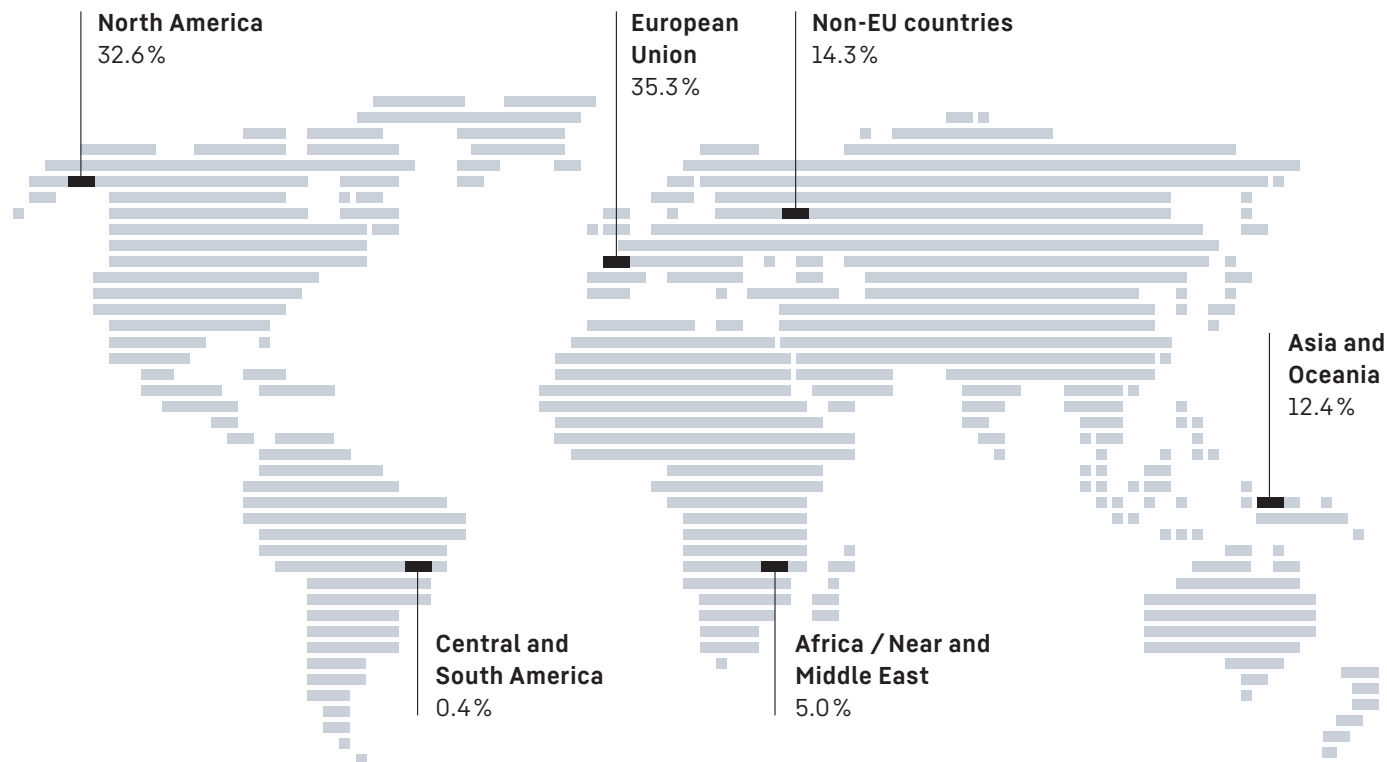 North America
32.6 %
European
Union
35.3 %
Non-EU countries
14.3 %
Asia and
Oceania
12.4 %
Central and
South America
0.4 %
Africa / Near and
Middle East
5.0 %